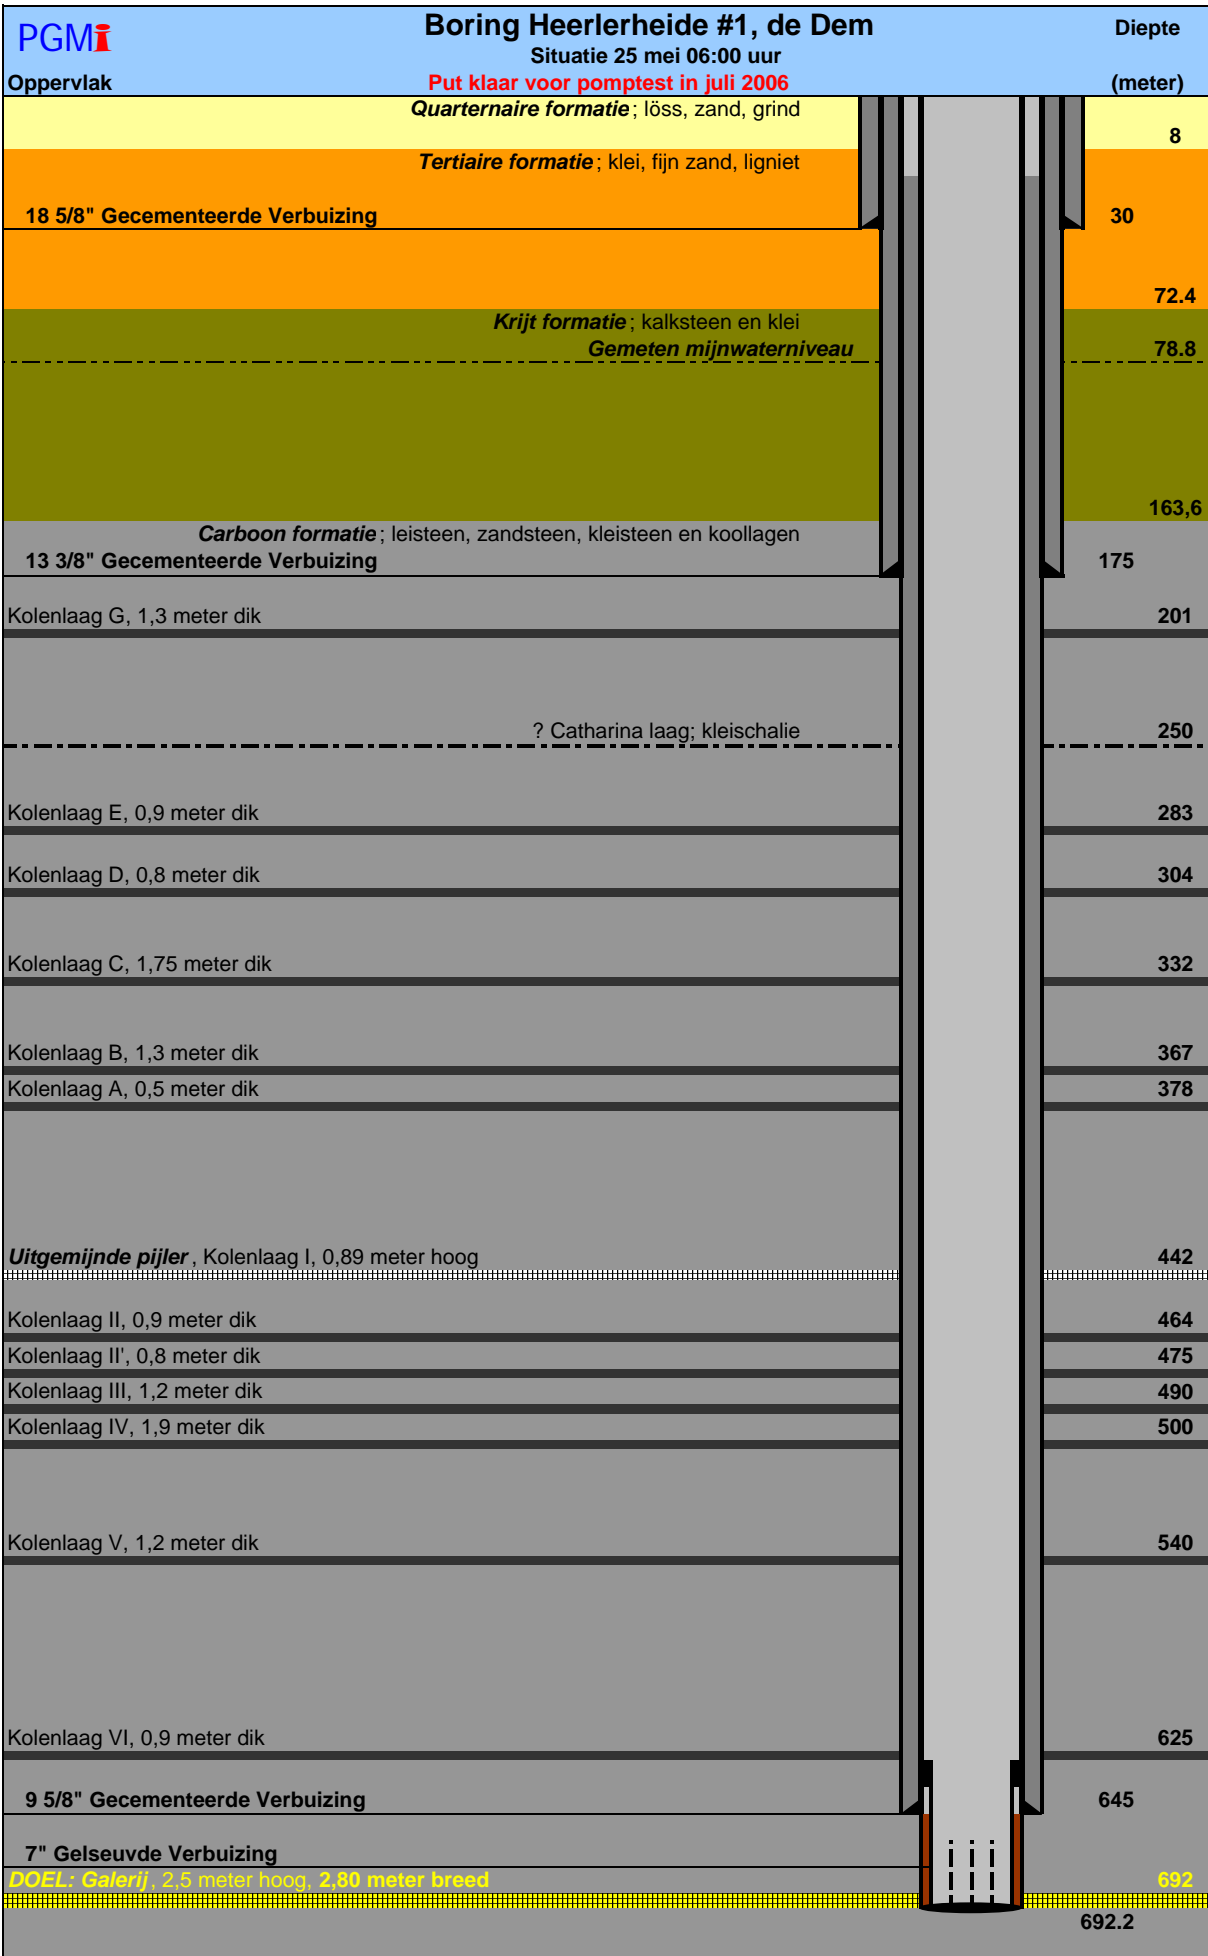 PGMi
Boring Heerlerheide #1, de Dem
Diepte
Situatie 25 mei 06:00 uur
Oppervlak
Put klaar voor pomptest in juli 2006
(meter)
Quarternaire formatie; löss, zand, grind
8
Tertiaire formatie; klei, fijn zand, ligniet
18 5/8" Gecementeerde Verbuizing 30
72.4
Krijt formatie; kalksteen en klei
Gemeten mijnwaterniveau 78.8
163,6
Carboon formatie; leisteen, zandsteen, kleisteen en koollagen
13 3/8" Gecementeerde Verbuizing 175
Kolenlaag G, 1,3 meter dik 201
? Catharina laag; kleischalie 250
Kolenlaag E, 0,9 meter dik 283
Kolenlaag D, 0,8 meter dik 304
Kolenlaag C, 1,75 meter dik 332
Kolenlaag B, 1,3 meter dik 367
Kolenlaag A, 0,5 meter dik 378
Uitgemijnde pijler, Kolenlaag I, 0,89 meter hoog 442
Kolenlaag II, 0,9 meter dik 464
Kolenlaag II', 0,8 meter dik 475
Kolenlaag III, 1,2 meter dik 490
Kolenlaag IV, 1,9 meter dik 500
Kolenlaag V, 1,2 meter dik 540
Kolenlaag VI, 0,9 meter dik 625
9 5/8" Gecementeerde Verbuizing 645
7" Gelseuvde Verbuizing
DOEL: Galerij, 2,5 meter hoog, 2,80 meter breed 692
692.2